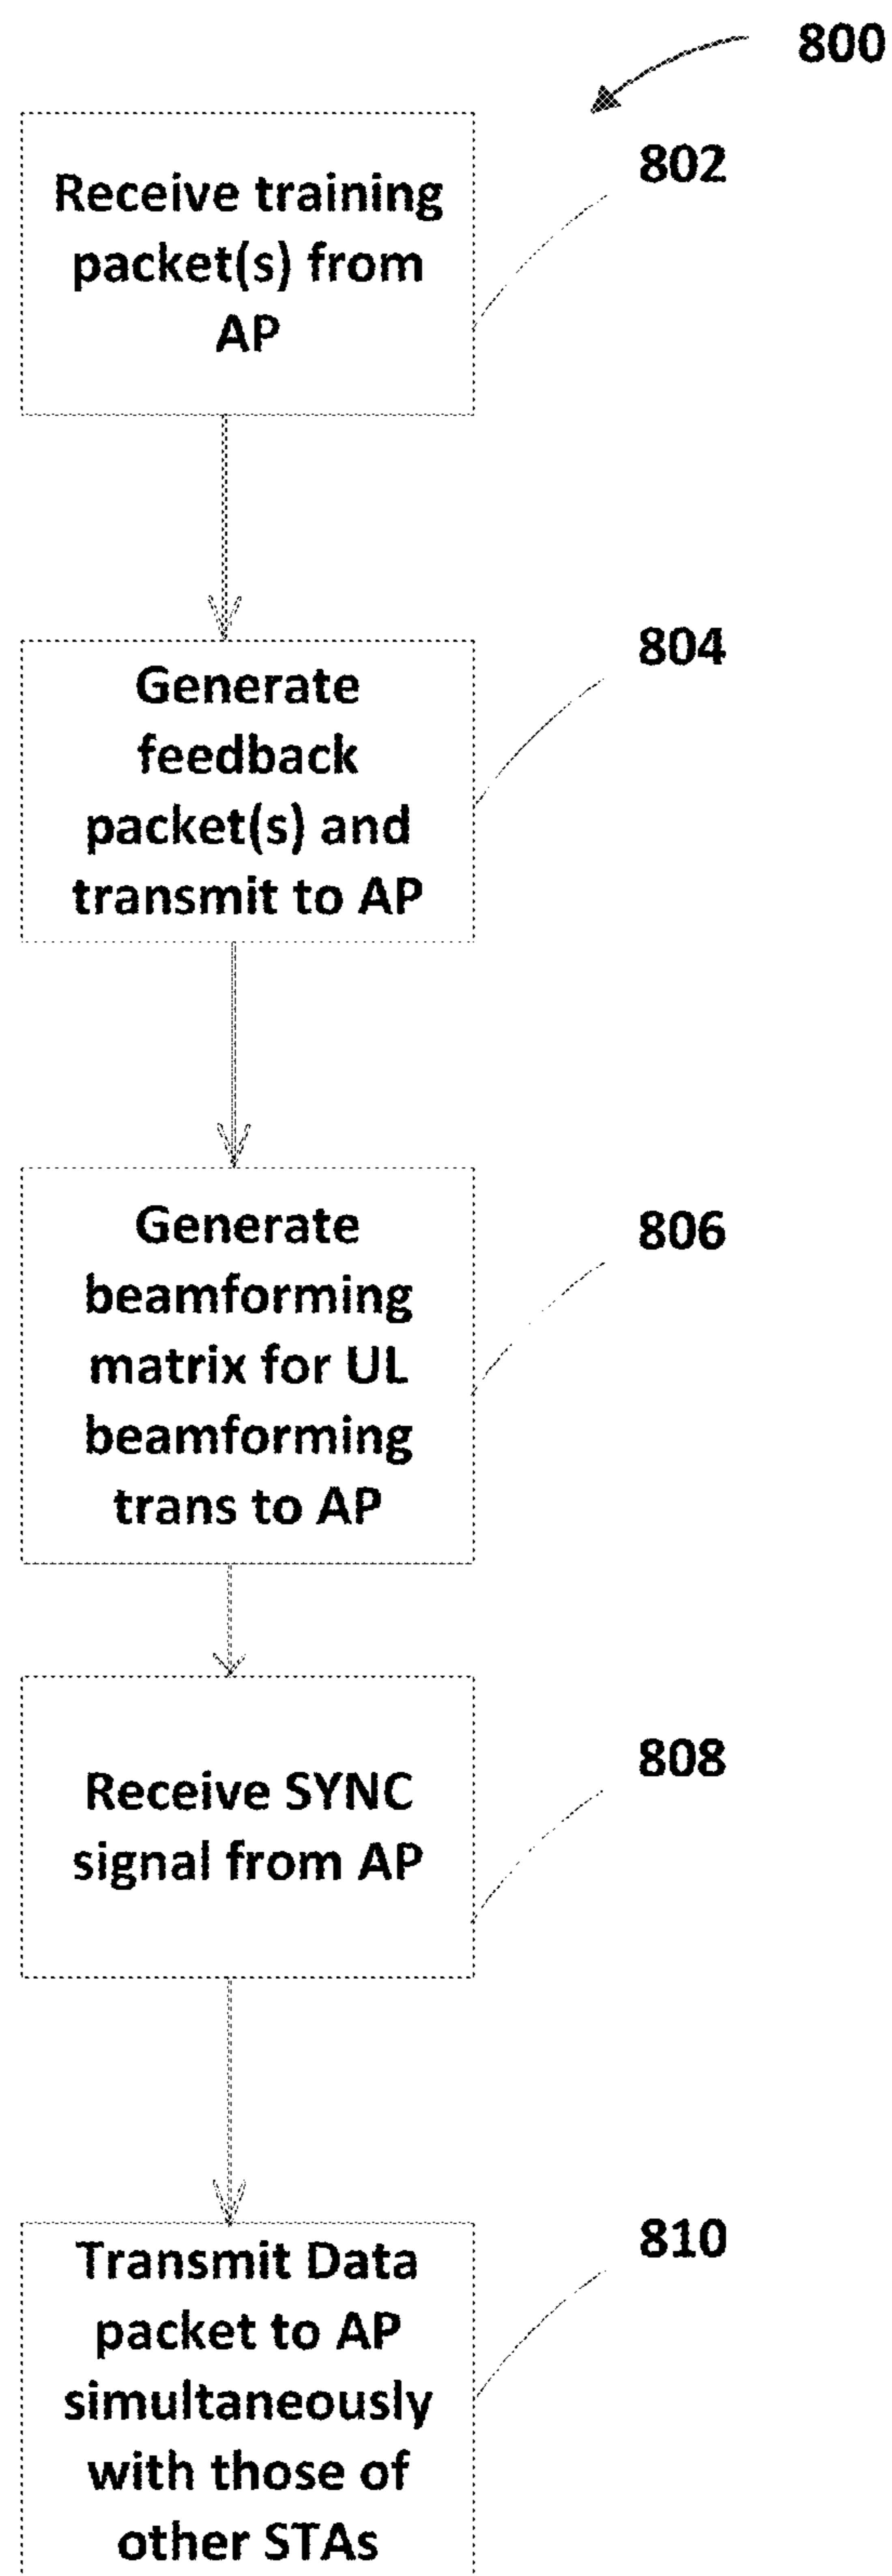 800
802
Receive training
packet(s) from
AP
804
Generate
feedback
packet(s) and
transmit to AP
806
Generate
beamforming
matrix for UL
beamforming
trans to AP
808
Receive SYNC
signal from AP
810
Transmit Data
packet to AP
simultaneously
with those of
other STAs